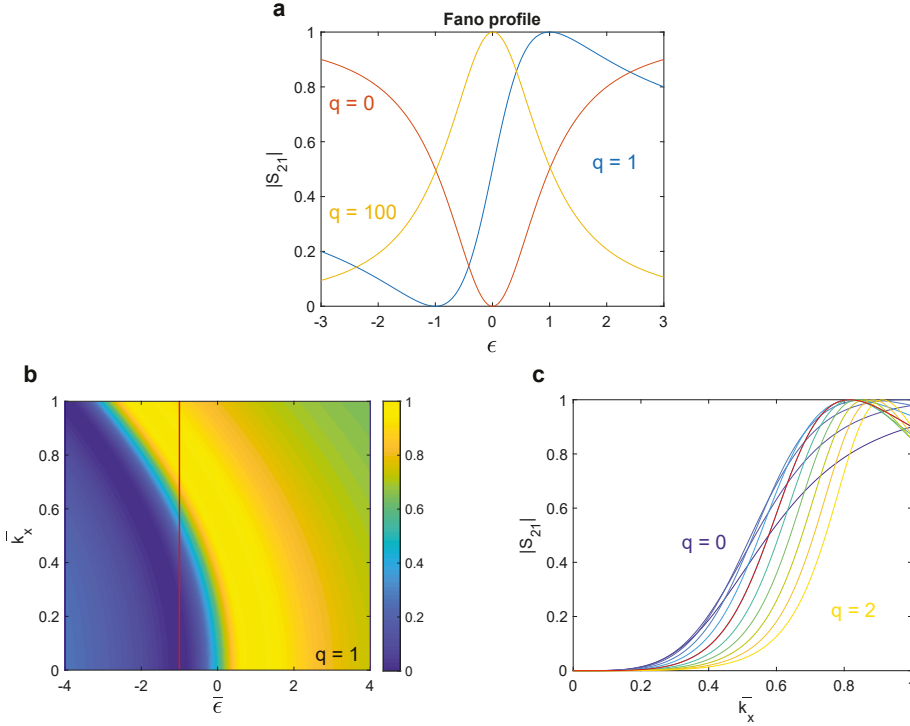 a
Fano profile
1
0.8
0.6
0.4
0.2
0
|S21|
q = 0
q = 100
q = 1
-3 -2 -1 0 1 2 3
ϵ
b
1
0.8
0.6
0.4
0.2
0
k̅x
q = 1
-4 -2 0 2 4
ϵ̅
1
0.8
0.6
0.4
0.2
0
c
1
0.8
0.6
0.4
0.2
0
|S21|
q = 0
q = 2
0 0.2 0.4 0.6 0.8 1
k̅x